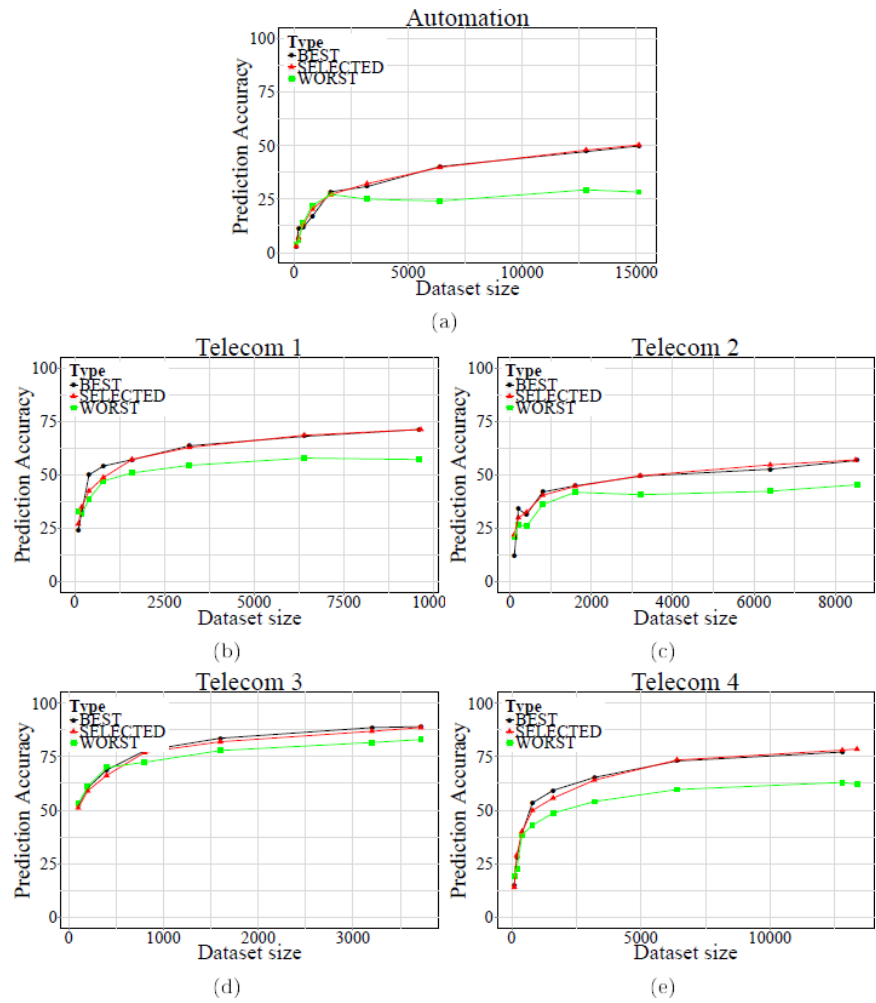 Automation
100
75
50
25
0
Prediction Accuracy
Type
BEST
SELECTED
WORST
0 5000 10000 15000
Dataset size
(a)
Telecom 1
100
75
50
25
0
Prediction Accuracy
Type
BEST
SELECTED
WORST
0 2500 5000 7500 1000
Dataset size
(b)
Telecom 2
100
75
50
25
0
Prediction Accuracy
Type
BEST
SELECTED
WORST
0 2000 4000 6000 8000
Dataset size
(c)
Telecom 3
100
75
50
25
0
Prediction Accuracy
Type
BEST
SELECTED
WORST
0 1000 2000 3000
Dataset size
(d)
Telecom 4
100
75
50
25
0
Prediction Accuracy
Type
BEST
SELECTED
WORST
0 5000 10000
Dataset size
(e)